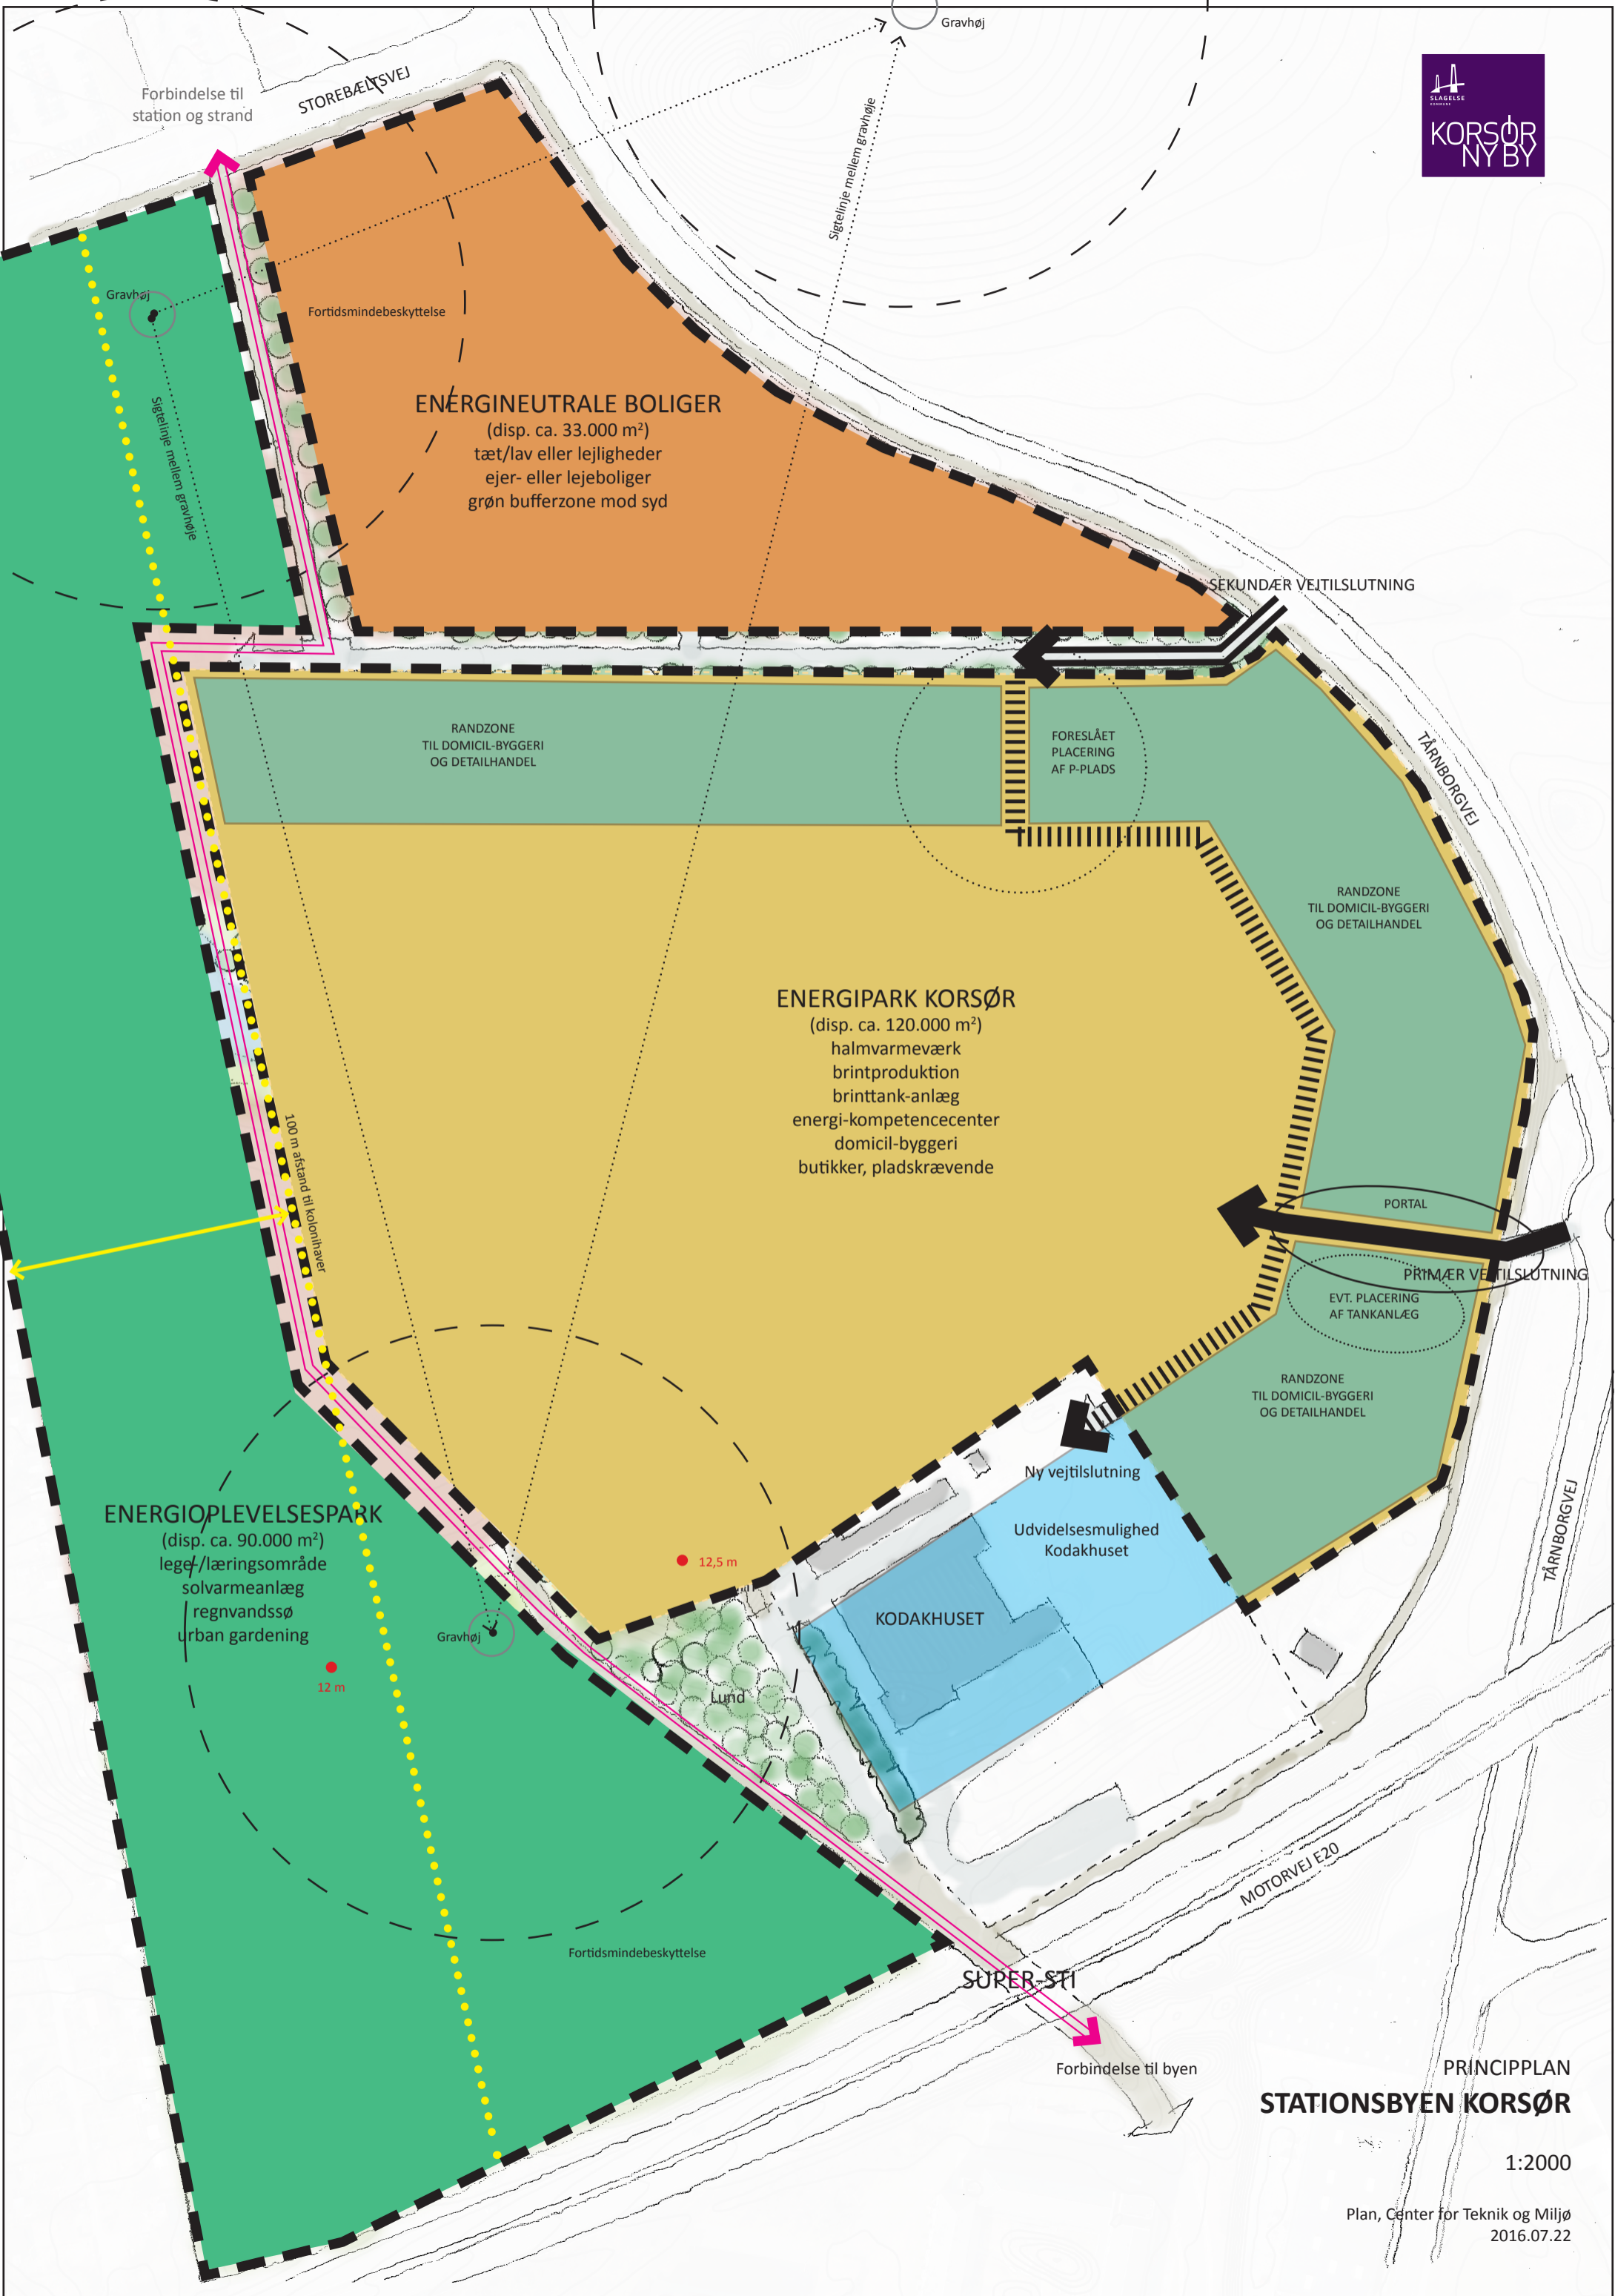 Gravhøj
SLAGELSE
KOMMUNE
KORSØR
NY BY
Forbindelse til
station og strand
STOREBÆLTSVEJ
Sigtelinje mellem gravhøje
Gravhøj
Fortidsmindebeskyttelse
Sigtelinje mellem gravhøje
ENERGINEUTRALE BOLIGER
(disp. ca. 33.000 m²)
tæt/lav eller lejligheder
ejer- eller lejeboliger
grøn bufferzone mod syd
SEKUNDÆR VEJTILSLUTNING
RANDZONE
TIL DOMICIL-BYGGERI
OG DETAILHANDEL
FORESLÅET
PLACERING
AF P-PLADS
TÅRNBORGVEJ
RANDZONE
TIL DOMICIL-BYGGERI
OG DETAILHANDEL
ENERGIPARK KORSØR
(disp. ca. 120.000 m²)
halmvarmeværk
brintproduktion
brinttank-anlæg
energi-kompetencecenter
domicil-byggeri
butikker, pladskrævende
100 m afstand til kolonihaver
PORTAL
PRIMÆR VEJTILSLUTNING
EVT. PLACERING
AF TANKANLÆG
RANDZONE
TIL DOMICIL-BYGGERI
OG DETAILHANDEL
Ny vejtilslutning
Udvidelsesmulighed
Kodakhuset
TÅRNBORGVEJ
ENERGIOPLEVELSESPARK
(disp. ca. 90.000 m²)
lege-/læringsområde
solvarmeanlæg
regnvandssø
urban gardening
12,5 m
KODAKHUSET
Gravhøj
12 m
Lund
MOTORVEJ E20
Fortidsmindebeskyttelse
SUPER-STI
Forbindelse til byen
PRINCIPPLAN
STATIONSBYEN KORSØR
1:2000
Plan, Center for Teknik og Miljø
2016.07.22